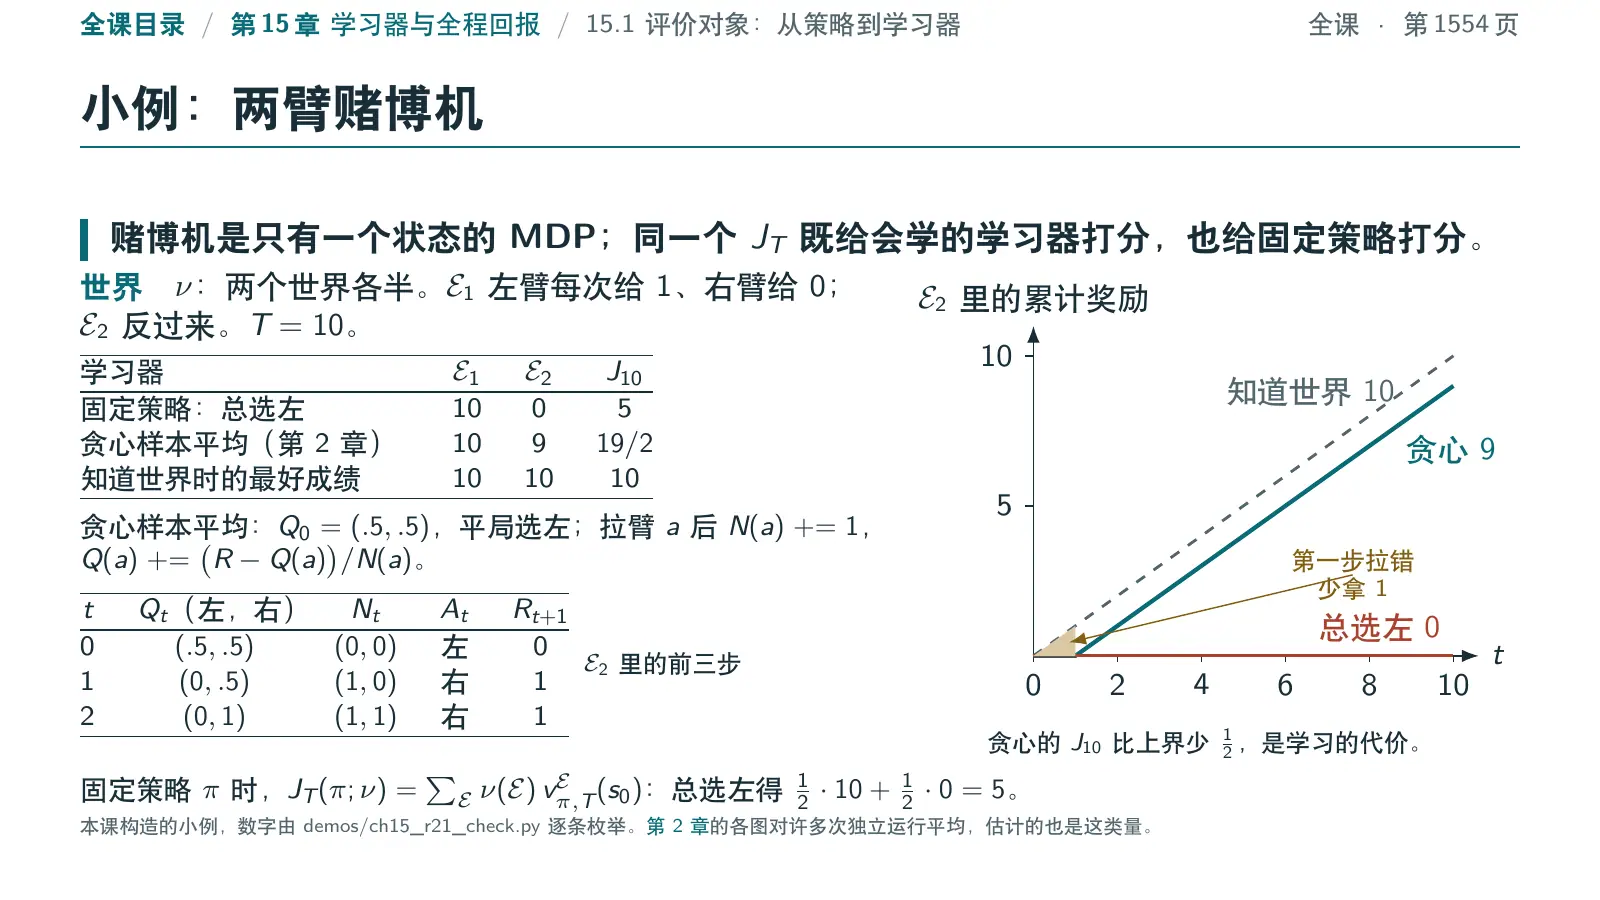 全课目录 / 第 15 章 学习器与全程回报 / 15.1 评价对象：从策略到学习器
全课 · 第 1554 页
小例：两臂赌博机
赌博机是只有一个状态的 MDP；同一个 J_T 既给会学的学习器打分，也给固定策略打分。
世界 ν：两个世界各半。ℰ₁ 左臂每次给 1、右臂给 0；
ℰ₂ 反过来。T = 10。
学习器 ℰ₁ ℰ₂ J₁₀
固定策略：总选左 10 0 5
贪心样本平均（第 2 章） 10 9 19/2
知道世界时的最好成绩 10 10 10
贪心样本平均：Q₀ = (.5, .5)，平局选左；拉臂 a 后 N(a) += 1，
Q(a) += (R − Q(a))/N(a)。
t Q_t（左，右） N_t A_t R_{t+1}
0 (.5, .5) (0, 0) 左 0
1 (0, .5) (1, 0) 右 1
2 (0, 1) (1, 1) 右 1
ℰ₂ 里的前三步
ℰ₂ 里的累计奖励
10
知道世界 10
贪心 9
5
第一步拉错
少拿 1
总选左 0
t
0 2 4 6 8 10
贪心的 J₁₀ 比上界少 1/2，是学习的代价。
固定策略 π 时，J_T(π; ν) = ∑_ℰ ν(ℰ) v^ℰ_{π,T}(s₀)：总选左得 1/2 · 10 + 1/2 · 0 = 5。
本课构造的小例，数字由 demos/ch15_r21_check.py 逐条枚举。第 2 章的各图对许多次独立运行平均，估计的也是这类量。